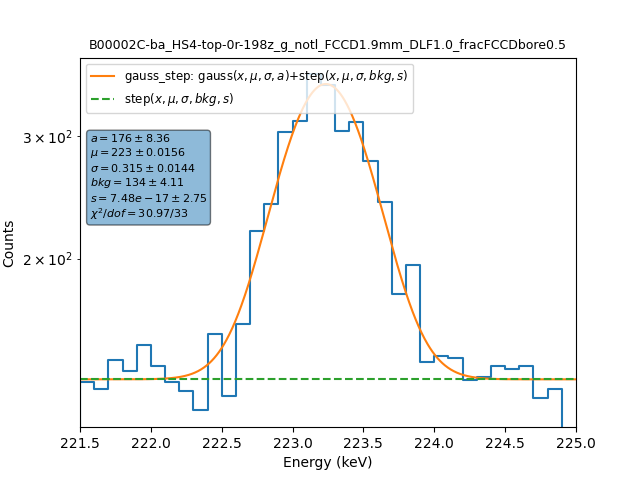 B00002C-ba_HS4-top-0r-198z_g_notl_FCCD1.9mm_DLF1.0_fracFCCDbore0.5
gauss_step: gauss(x, μ, σ, a)+step(x, μ, σ, bkg, s)
step(x, μ, σ, bkg, s)
a = 176 ± 8.36
μ = 223 ± 0.0156
σ = 0.315 ± 0.0144
bkg = 134 ± 4.11
s = 7.48e − 17 ± 2.75
χ²/dof = 30.97/33
3 × 10²
2 × 10²
Counts
221.5 222.0 222.5 223.0 223.5 224.0 224.5 225.0
Energy (keV)